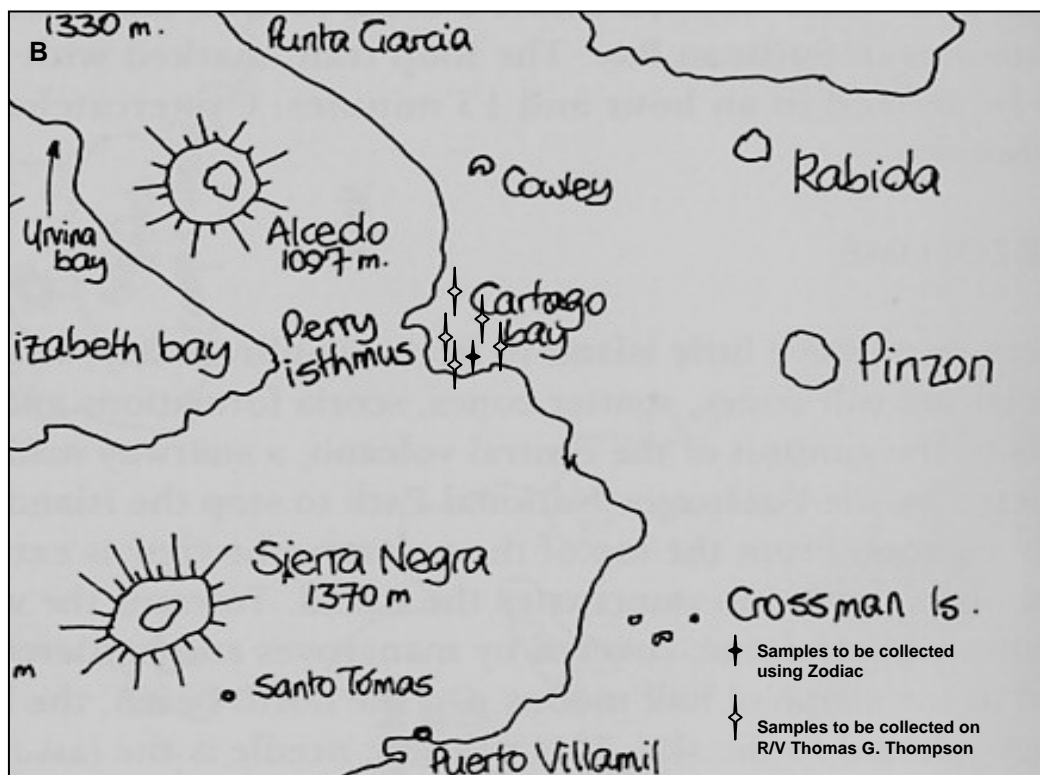 1330 m.
B
Punta Garcia
Cowley
Rabida
Urvina
bay
Alcedo
1097 m.
Cartago
bay
Perry
isthmus
izabeth bay
Pinzon
Sierra Negra
1370 m
Crossman Is.
Samples to be collected
using Zodiac
m
Santo Tomas
Samples to be collected on
R/V Thomas G. Thompson
Puerto Villamil